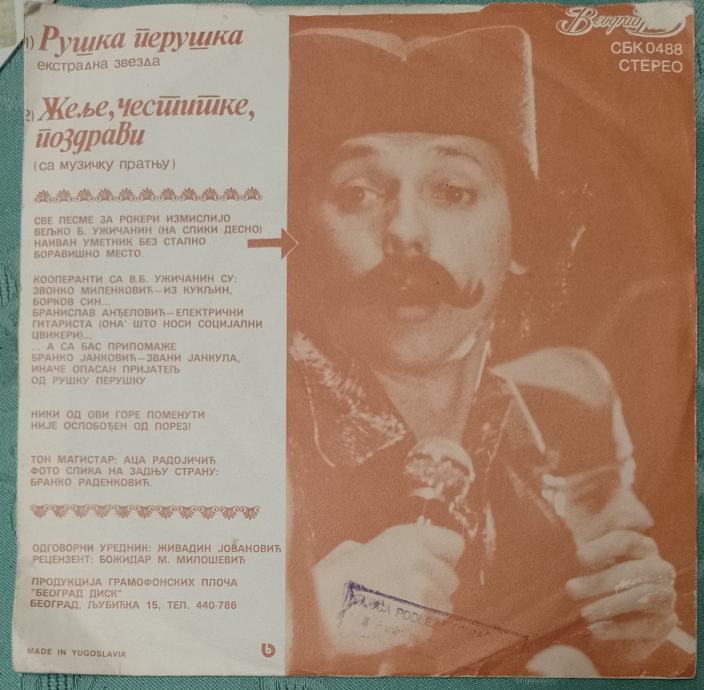 1) Рушка перушка
екстрадна звезда
2) Жеље, честитке,
поздрави
(са музичку пратњу)
СБК 0488
СТЕРЕО
СВЕ ПЕСМЕ ЗА РОКЕРИ ИЗМИСЛИЈО
ВЕЉКО Б. УЖИЧАНИН (НА СЛИКИ ДЕСНО)
НАИВАН УМЕТНИК БЕЗ СТАЛНО
БОРАВИШНО МЕСТО.
КООПЕРАНТИ СА В.Б. УЖИЧАНИН СУ:
ЗВОНКО МИЛЕНКОВИЋ—ИЗ КУКЉИН,
БОРКОВ СИН...
БРАНИСЛАВ АНЂЕЛОВИЋ—ЕЛЕКТРИЧНИ
ГИТАРИСТА (ОНА' ШТО НОСИ СОЦИЈАЛНИ
ЦВИКЕРИ)...
... А СА БАС ПРИПОМАЖЕ
БРАНКО ЈАНКОВИЋ—ЗВАНИ ЈАНКУЛА,
ИНАЧЕ ОПАСАН ПРИЈАТЕЉ
ОД РУШКУ ПЕРУШКУ
НИКИ ОД ОВИ ГОРЕ ПОМЕНУТИ
НИЈЕ ОСЛОБОЂЕН ОД ПОРЕЗ!
ТОН МАГИСТАР: АЦА РАДОЈИЧИЋ
ФОТО СЛИКА НА ЗАДЊУ СТРАНУ:
БРАНКО РАДЕНКОВИЋ.
ОДГОВОРНИ УРЕДНИК: ЖИВАДИН ЈОВАНОВИЋ
РЕЦЕНЗЕНТ: БОЖИДАР М. МИЛОШЕВИЋ
ПРОДУКЦИЈА ГРАМОФОНСКИХ ПЛОЧА
"БЕОГРАД ДИСК"
БЕОГРАД, ЉУБИЋКА 15, ТЕЛ. 440-786
MADE IN YUGOSLAVIA
b